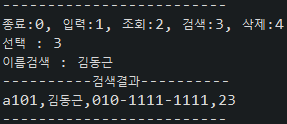 --------------------------
종료:0, 입력:1, 조회:2, 검색:3, 삭제:4
선택 : 3
이름검색 : 김동근
----------검색결과----------
a101,김동근,010-1111-1111,23
--------------------------